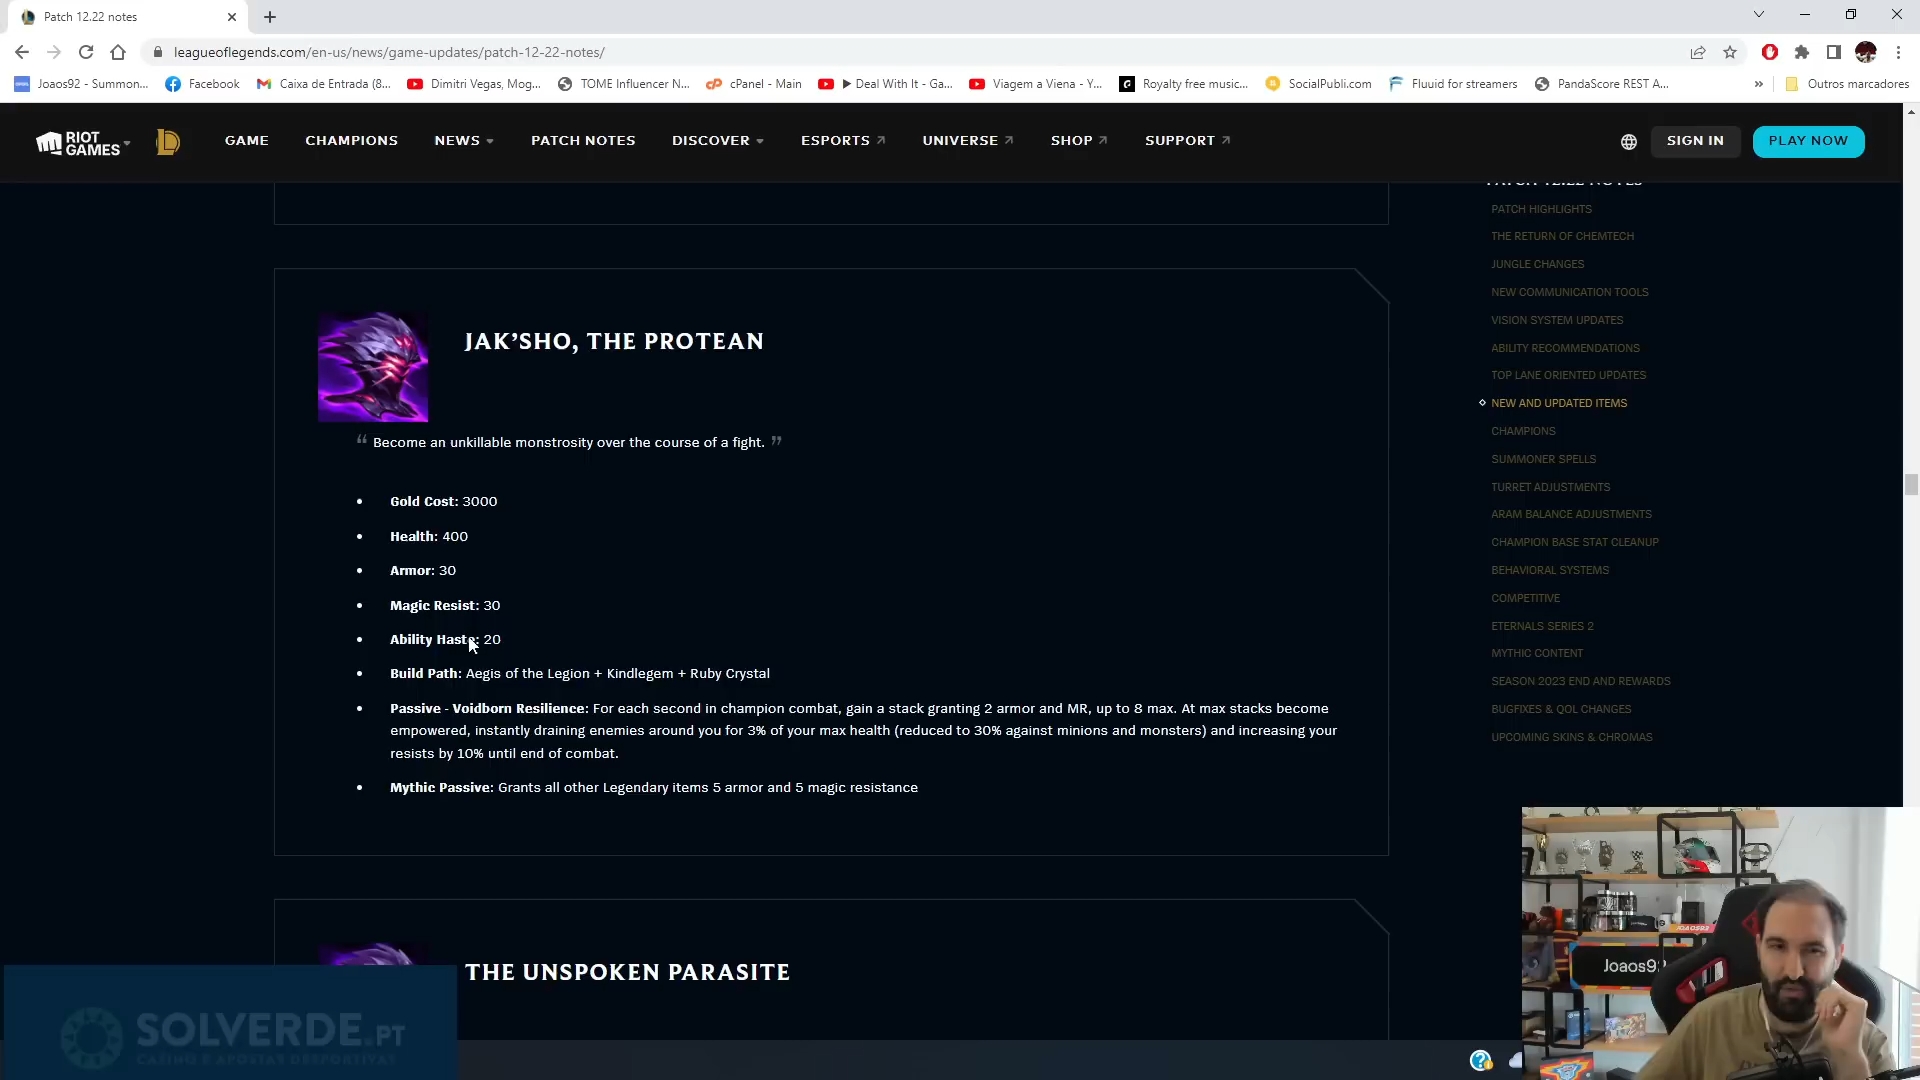 Patch 12.22 notes
leagueoflegends.com/en-us/news/game-updates/patch-12-22-notes/
Joaos92 - Summon... Facebook Caixa de Entrada (8... Dimitri Vegas, Mog... TOME Influencer N... cPanel - Main ▶ Deal With It - Ga... Viagem a Viena - Y... Royalty free music... SocialPubli.com Fluuid for streamers PandaScore REST A... » Outros marcadores
RIOT GAMES GAME CHAMPIONS NEWS PATCH NOTES DISCOVER ESPORTS UNIVERSE SHOP SUPPORT SIGN IN PLAY NOW
PATCH 12.22 NOTES
PATCH HIGHLIGHTS
THE RETURN OF CHEMTECH
JUNGLE CHANGES
NEW COMMUNICATION TOOLS
VISION SYSTEM UPDATES
ABILITY RECOMMENDATIONS
TOP LANE ORIENTED UPDATES
NEW AND UPDATED ITEMS
CHAMPIONS
SUMMONER SPELLS
TURRET ADJUSTMENTS
ARAM BALANCE ADJUSTMENTS
CHAMPION BASE STAT CLEANUP
BEHAVIORAL SYSTEMS
COMPETITIVE
ETERNALS SERIES 2
MYTHIC CONTENT
SEASON 2023 END AND REWARDS
BUGFIXES & QOL CHANGES
UPCOMING SKINS & CHROMAS
JAK'SHO, THE PROTEAN
“ Become an unkillable monstrosity over the course of a fight. ”
• Gold Cost: 3000
• Health: 400
• Armor: 30
• Magic Resist: 30
• Ability Haste: 20
• Build Path: Aegis of the Legion + Kindlegem + Ruby Crystal
• Passive - Voidborn Resilience: For each second in champion combat, gain a stack granting 2 armor and MR, up to 8 max. At max stacks become
empowered, instantly draining enemies around you for 3% of your max health (reduced to 30% against minions and monsters) and increasing your
resists by 10% until end of combat.
• Mythic Passive: Grants all other Legendary items 5 armor and 5 magic resistance
THE UNSPOKEN PARASITE
SOLVERDE.PT
CASINO E APOSTAS DESPORTIVAS
JOAOS92
Joaos92